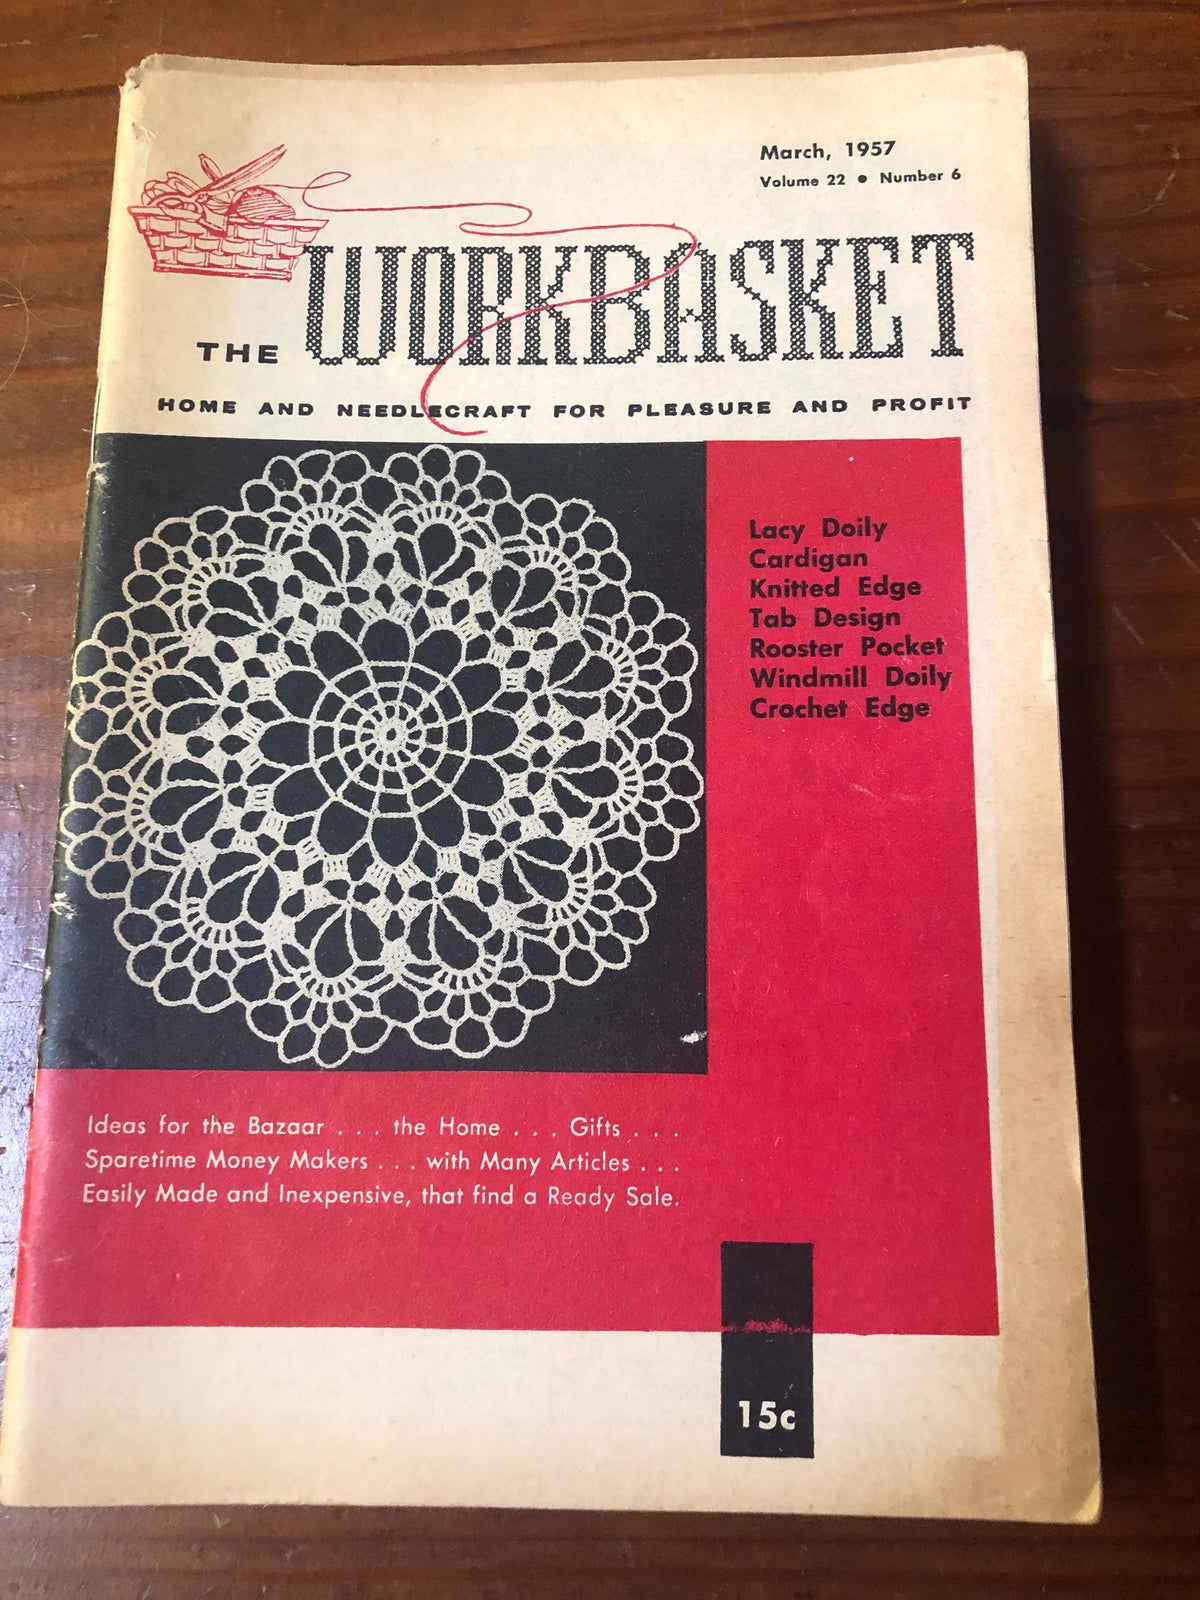 March, 1957
Volume 22 • Number 6
THE WORKBASKET
HOME AND NEEDLECRAFT FOR PLEASURE AND PROFIT
Lacy Doily
Cardigan
Knitted Edge
Tab Design
Rooster Pocket
Windmill Doily
Crochet Edge
Ideas for the Bazaar . . . the Home . . . Gifts . . .
Sparetime Money Makers . . . with Many Articles . . .
Easily Made and Inexpensive, that find a Ready Sale.
15c